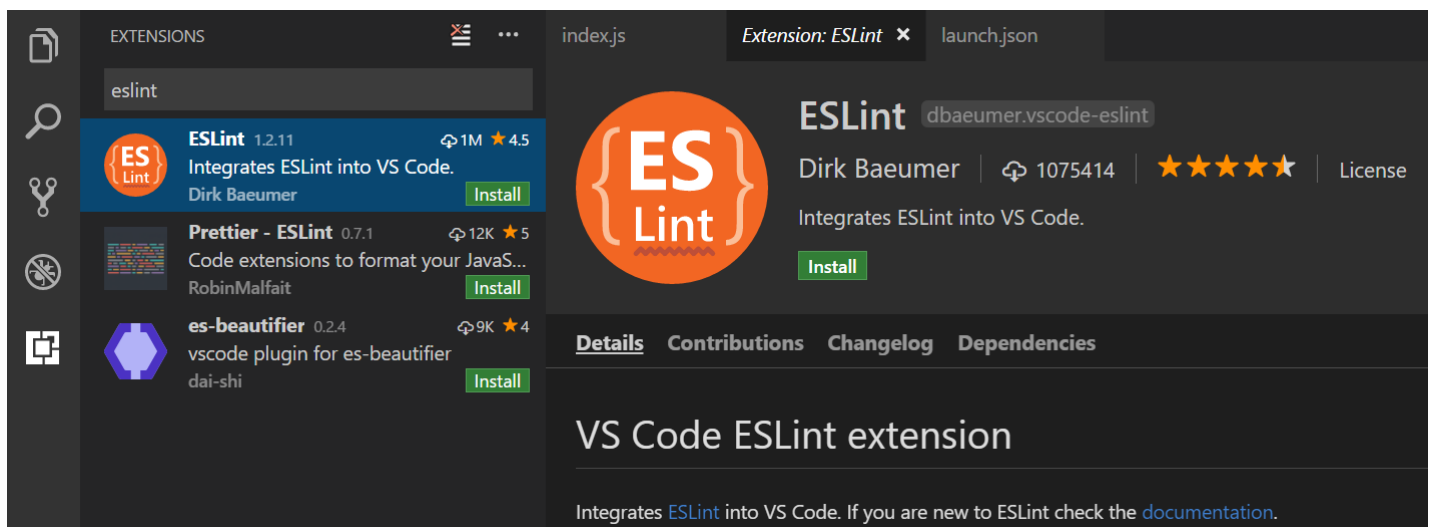 EXTENSIONS
eslint
ES
Lint
ESLint 1.2.11 1M 4.5
Integrates ESLint into VS Code.
Dirk Baeumer Install
Prettier - ESLint 0.7.1 12K 5
Code extensions to format your JavaS...
RobinMalfait Install
es-beautifier 0.2.4 9K 4
vscode plugin for es-beautifier
dai-shi Install
index.js Extension: ESLint × launch.json
{ES}
Lint
ESLint dbaeumer.vscode-eslint
Dirk Baeumer 1075414 License
Integrates ESLint into VS Code.
Install
Details Contributions Changelog Dependencies
VS Code ESLint extension
Integrates ESLint into VS Code. If you are new to ESLint check the documentation.